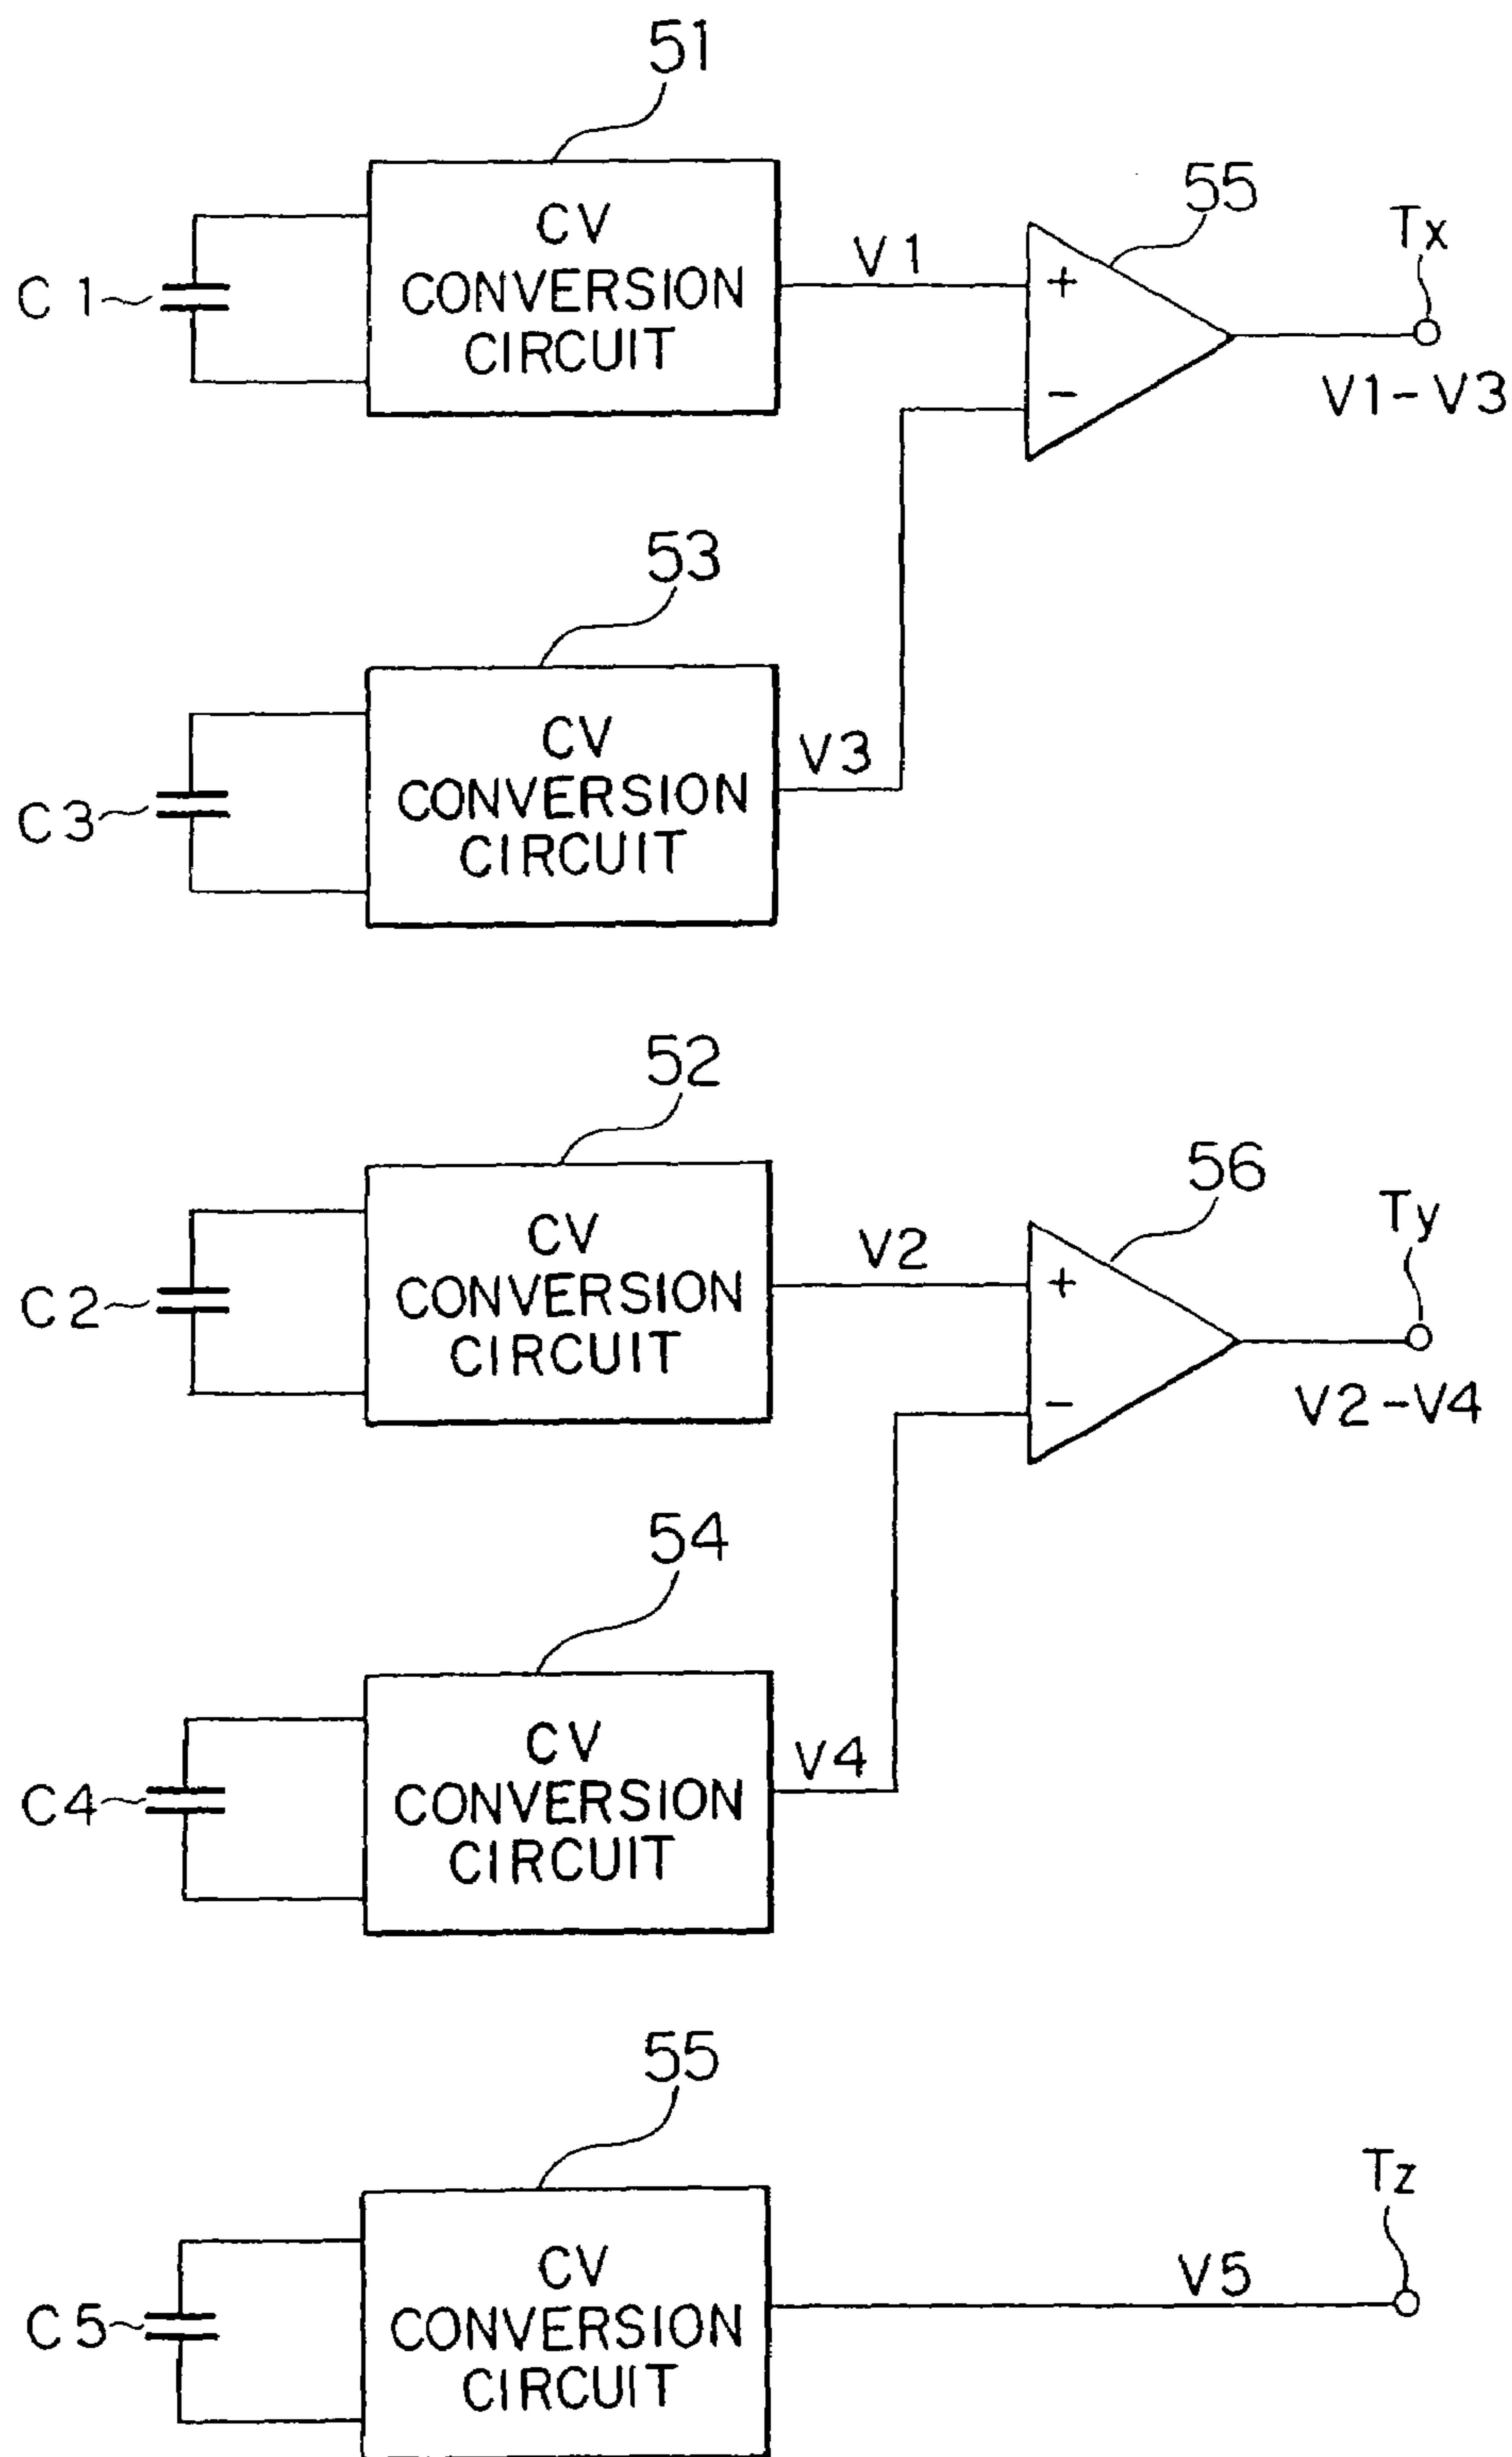 51
CV
CONVERSION
CIRCUIT
C1
V1
55
+
-
Tx
V1-V3
53
CV
CONVERSION
CIRCUIT
C3
V3
52
CV
CONVERSION
CIRCUIT
C2
V2
56
+
-
Ty
V2-V4
54
CV
CONVERSION
CIRCUIT
C4
V4
55
CV
CONVERSION
CIRCUIT
C5
V5
Tz